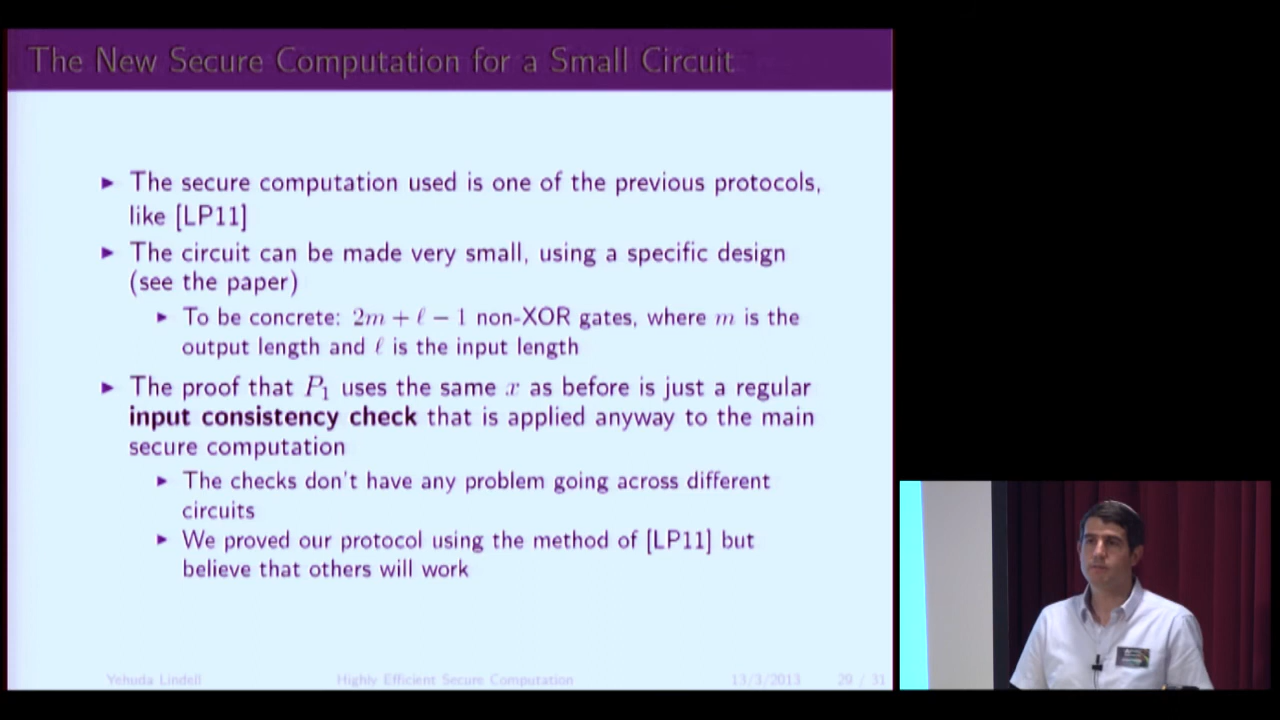 The New Secure Computation for a Small Circuit
► The secure computation used is one of the previous protocols,
like [LP11]
► The circuit can be made very small, using a specific design
(see the paper)
► To be concrete: 2m + ℓ − 1 non-XOR gates, where m is the
output length and ℓ is the input length
► The proof that P₁ uses the same x as before is just a regular
input consistency check that is applied anyway to the main
secure computation
► The checks don't have any problem going across different
circuits
► We proved our protocol using the method of [LP11] but
believe that others will work
Yehuda Lindell Highly Efficient Secure Computation 13/3/2013 29 / 31